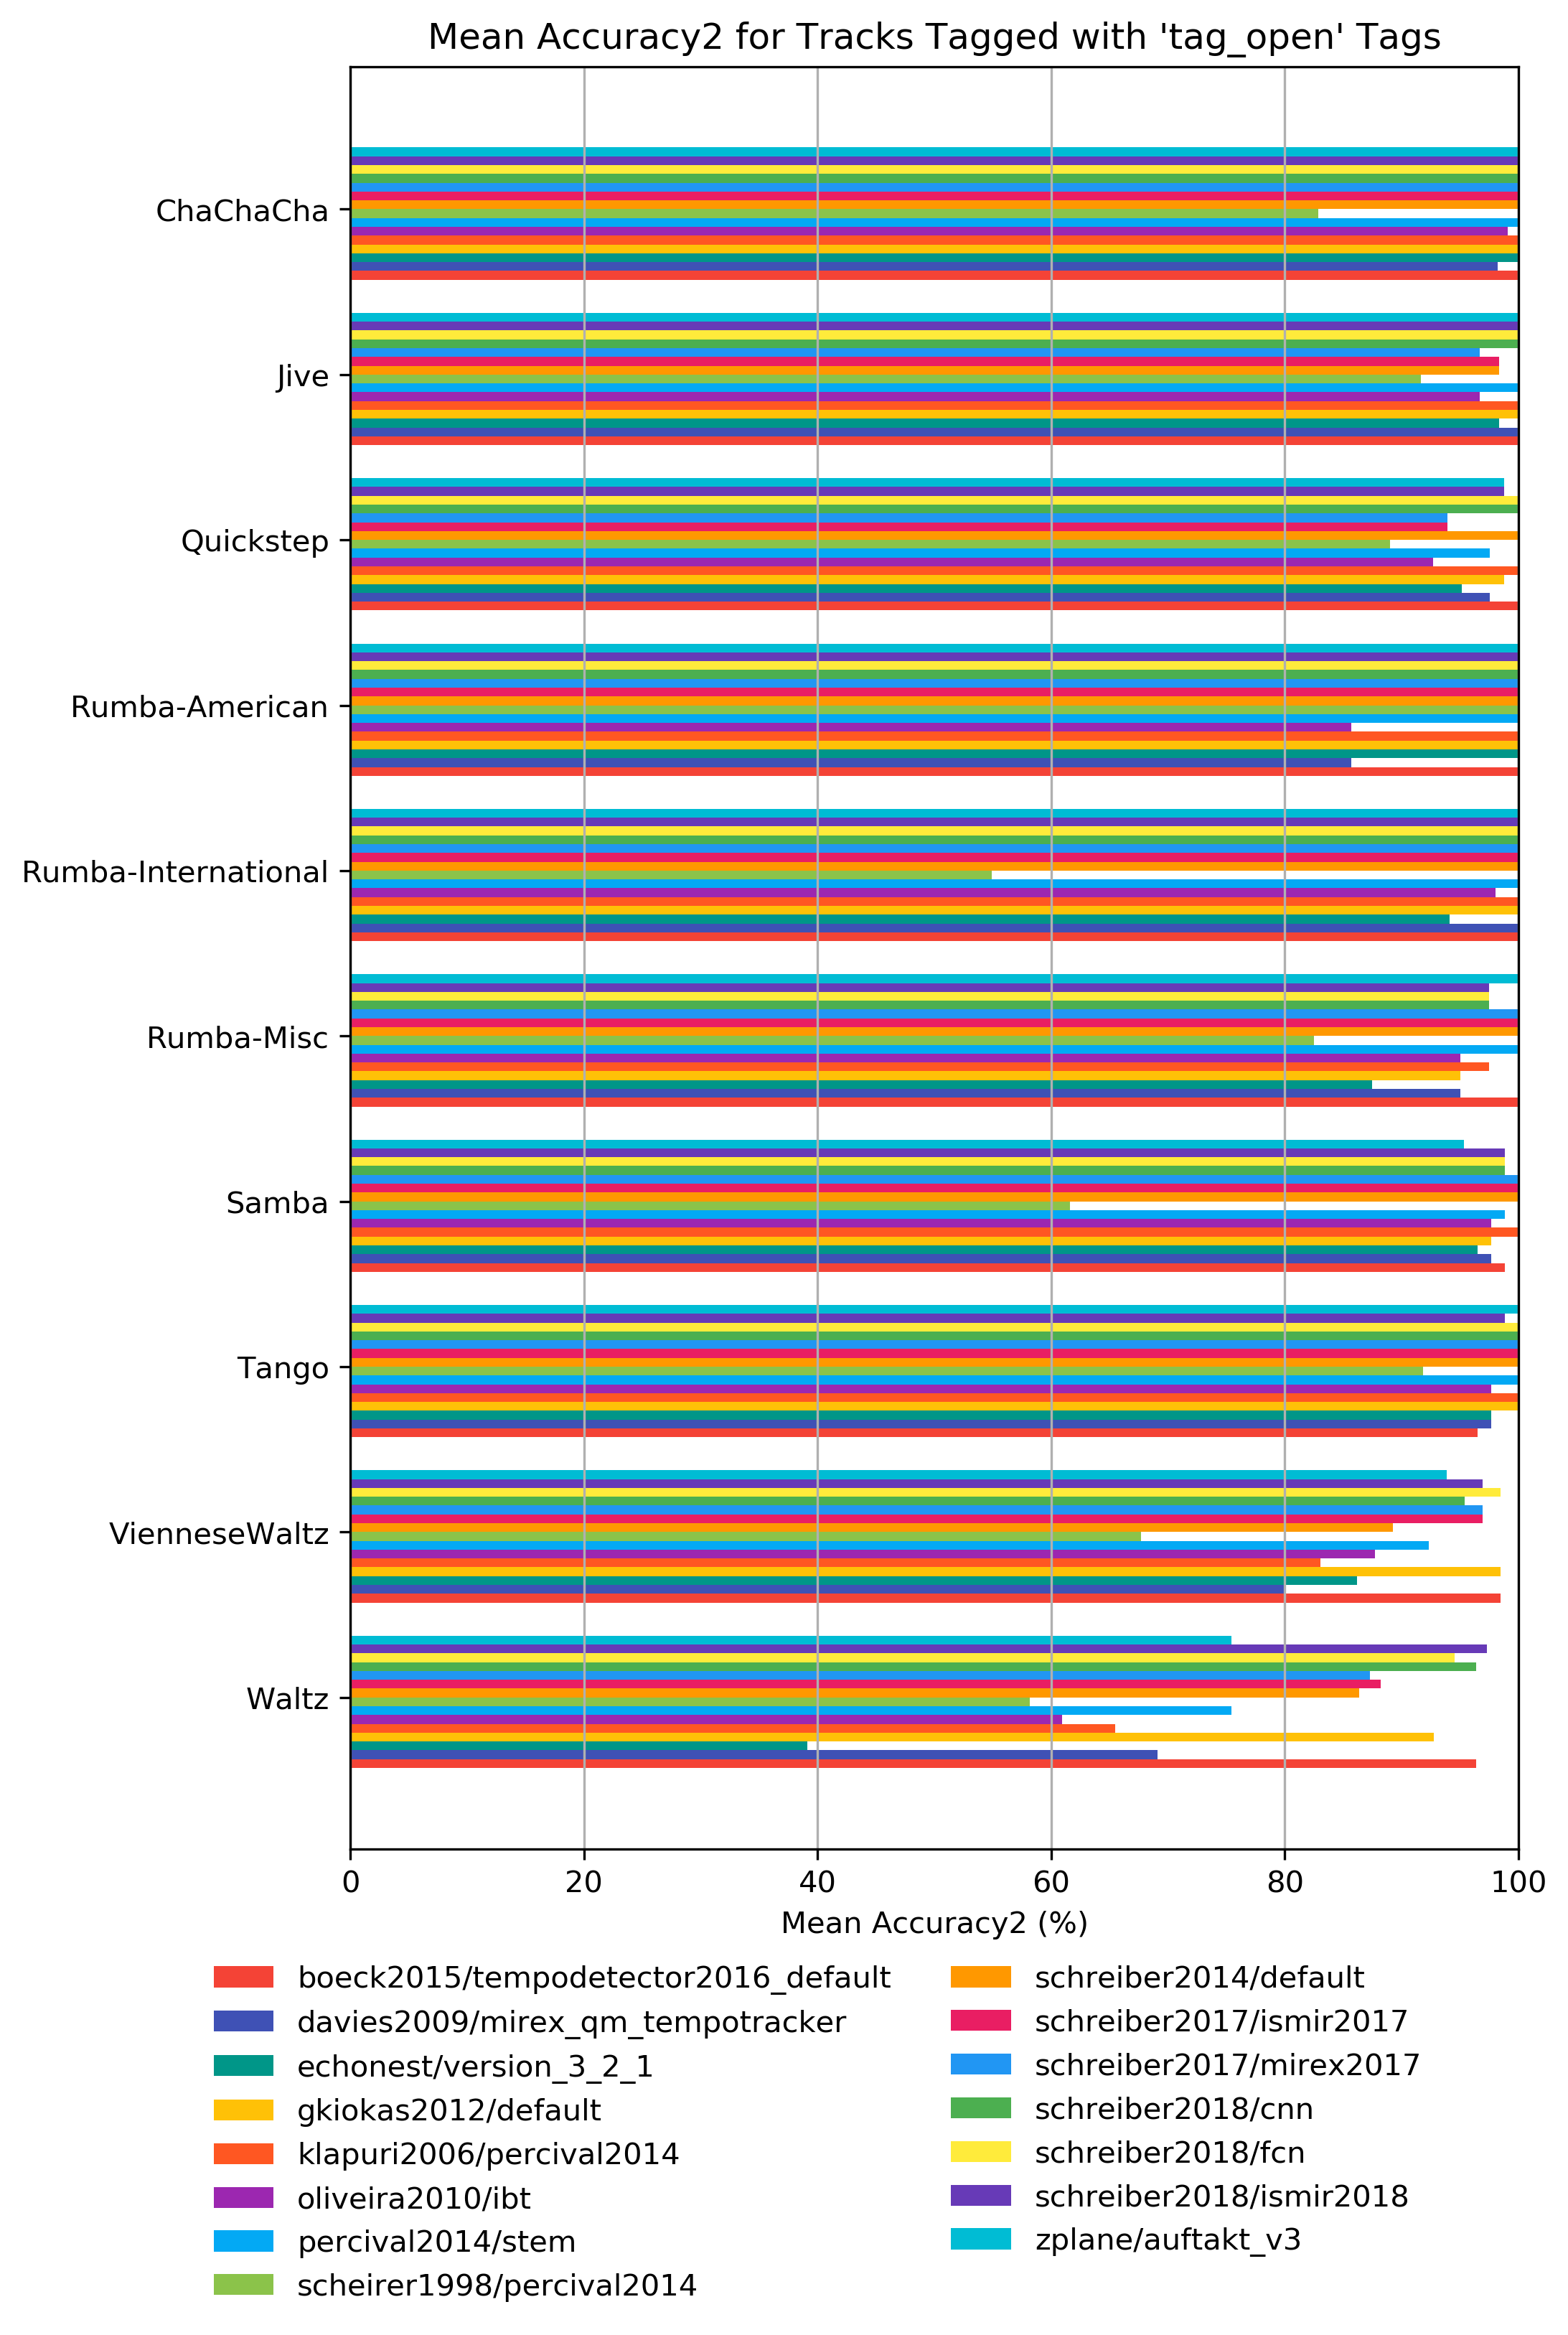 Mean Accuracy2 for Tracks Tagged with 'tag_open' Tags
ChaChaCha
Jive
Quickstep
Rumba-American
Rumba-International
Rumba-Misc
Samba
Tango
VienneseWaltz
Waltz
0 20 40 60 80 100
Mean Accuracy2 (%)
boeck2015/tempodetector2016_default
davies2009/mirex_qm_tempotracker
echonest/version_3_2_1
gkiokas2012/default
klapuri2006/percival2014
oliveira2010/ibt
percival2014/stem
scheirer1998/percival2014
schreiber2014/default
schreiber2017/ismir2017
schreiber2017/mirex2017
schreiber2018/cnn
schreiber2018/fcn
schreiber2018/ismir2018
zplane/auftakt_v3